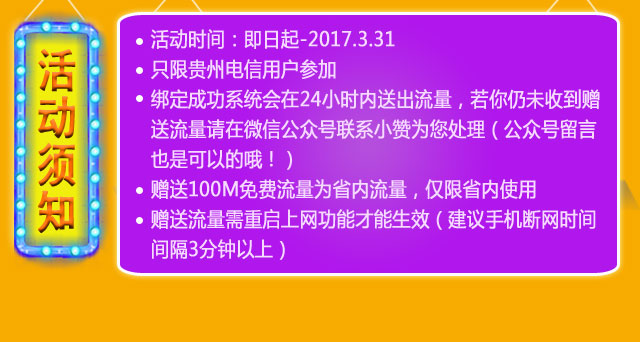 活动须知
活动时间：即日起-2017.3.31
只限贵州电信用户参加
绑定成功系统会在24小时内送出流量，若你仍未收到赠
送流量请在微信公众号联系小赞为您处理（公众号留言
也是可以的哦！）
赠送100M免费流量为省内流量，仅限省内使用
赠送流量需重启上网功能才能生效（建议手机断网时间
间隔3分钟以上）